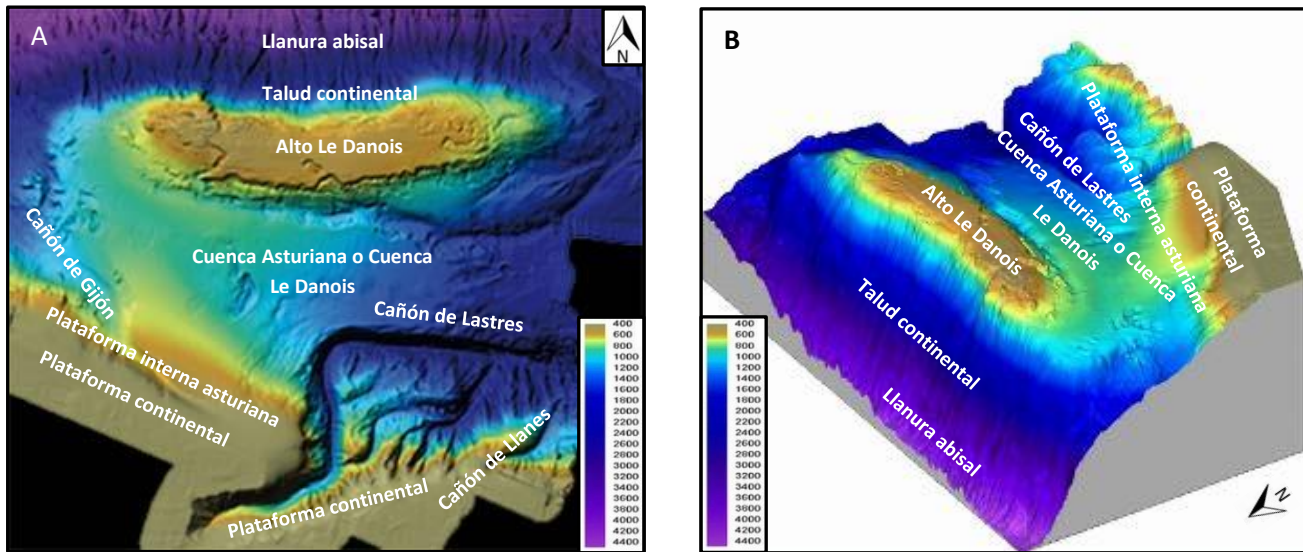 A
N
Llanura abisal
Talud continental
Alto Le Danois
Cañón de Gijón
Cuenca Asturiana o Cuenca
Le Danois
Cañón de Lastres
Plataforma interna asturiana
Plataforma continental
Plataforma continental
Cañón de Llanes
400
600
800
1000
1200
1400
1600
1800
2000
2200
2400
2600
2800
3000
3200
3400
3600
3800
4000
4200
4400
B
Plataforma interna asturiana
Cañón de Lastres
Cuenca Asturiana o Cuenca
Le Danois
Plataforma
continental
Alto Le Danois
Talud continental
Llanura abisal
N
400
600
800
1000
1200
1400
1600
1800
2000
2200
2400
2600
2800
3000
3200
3400
3600
3800
4000
4200
4400